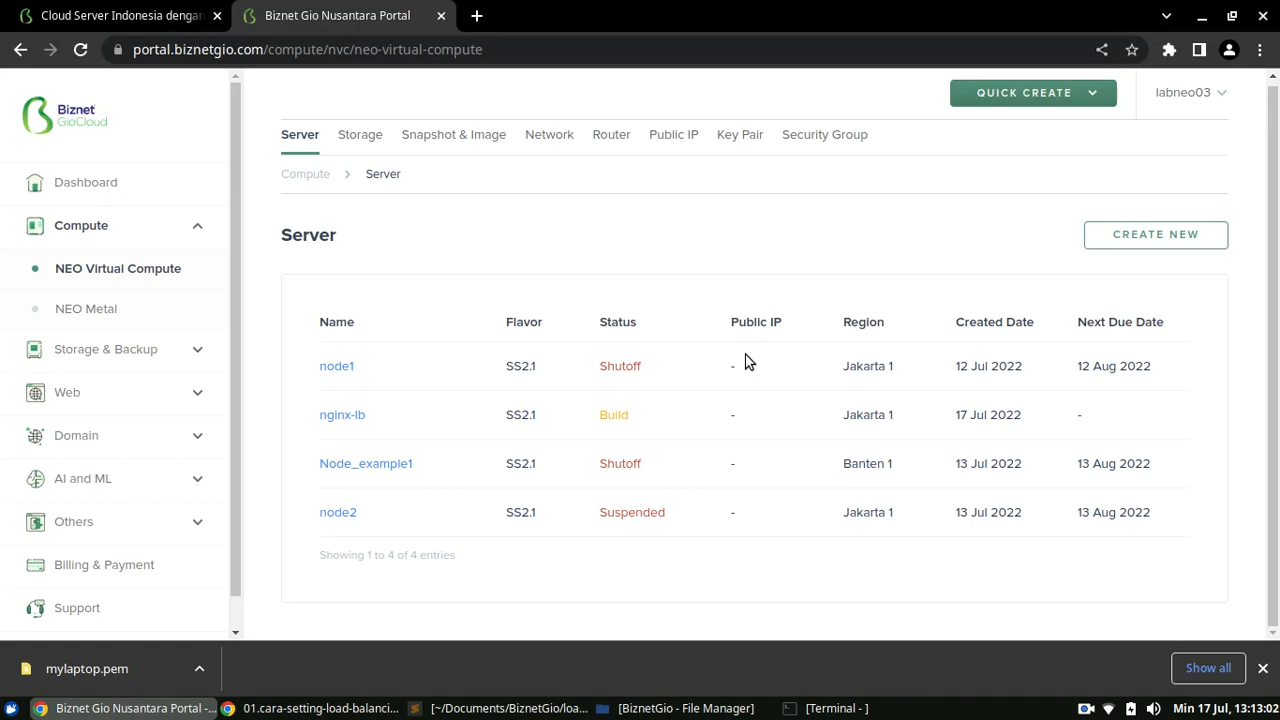 Cloud Server Indonesia dengan
Biznet Gio Nusantara Portal
portal.biznetgio.com/compute/nvc/neo-virtual-compute
Biznet
GioCloud
QUICK CREATE
labneo03
Server Storage Snapshot & Image Network Router Public IP Key Pair Security Group
Compute Server
Dashboard
Compute
NEO Virtual Compute
NEO Metal
Storage & Backup
Web
Domain
AI and ML
Others
Billing & Payment
Support
Server
CREATE NEW
Name Flavor Status Public IP Region Created Date Next Due Date
node1 SS2.1 Shutoff - Jakarta 1 12 Jul 2022 12 Aug 2022
nginx-lb SS2.1 Build - Jakarta 1 17 Jul 2022 -
Node_example1 SS2.1 Shutoff - Banten 1 13 Jul 2022 13 Aug 2022
node2 SS2.1 Suspended - Jakarta 1 13 Jul 2022 13 Aug 2022
Showing 1 to 4 of 4 entries
mylaptop.pem
Show all
Biznet Gio Nusantara Portal -...
01.cara-setting-load-balanci...
[~/Documents/BiznetGio/loa...
[BiznetGio - File Manager]
[Terminal - ]
Min 17 Jul, 13:13:02